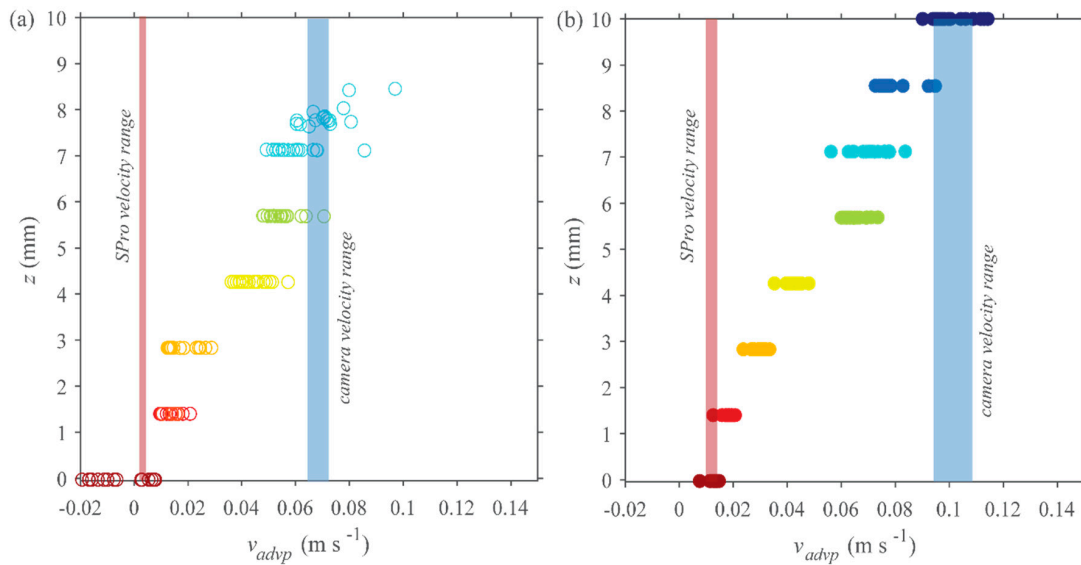 (a)
10
9
8
7
6
5
4
3
2
1
0
z (mm)
SPro velocity range
camera velocity range
-0.02 0 0.02 0.04 0.06 0.08 0.1 0.12 0.14
v_advp (m s⁻¹)
(b)
10
9
8
7
6
5
4
3
2
1
0
z (mm)
SPro velocity range
camera velocity range
-0.02 0 0.02 0.04 0.06 0.08 0.1 0.12 0.14
v_advp (m s⁻¹)